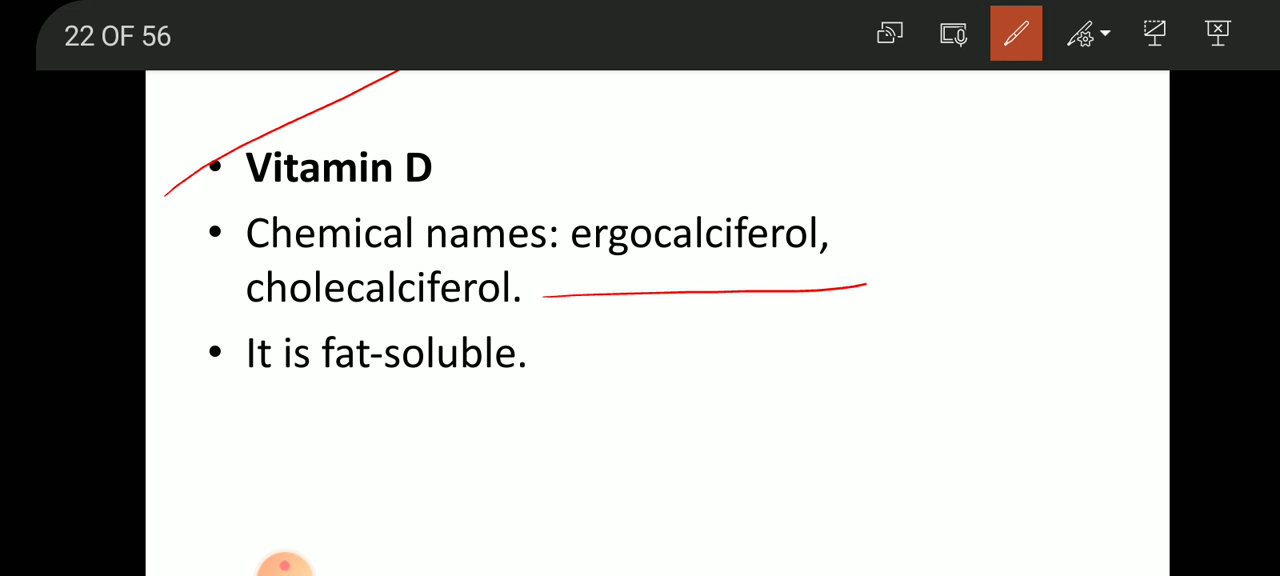 22 OF 56
• Vitamin D
• Chemical names: ergocalciferol,
cholecalciferol.
• It is fat-soluble.